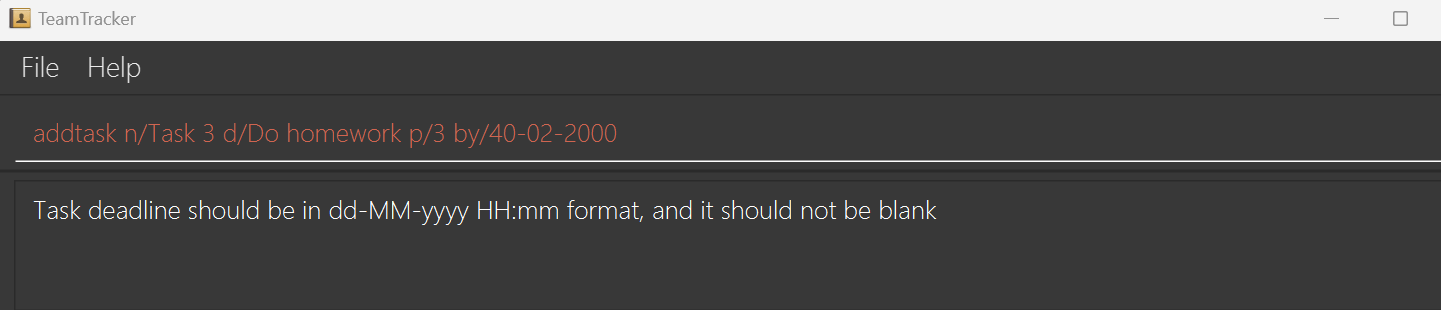 TeamTracker
File Help
addtask n/Task 3 d/Do homework p/3 by/40-02-2000
Task deadline should be in dd-MM-yyyy HH:mm format, and it should not be blank